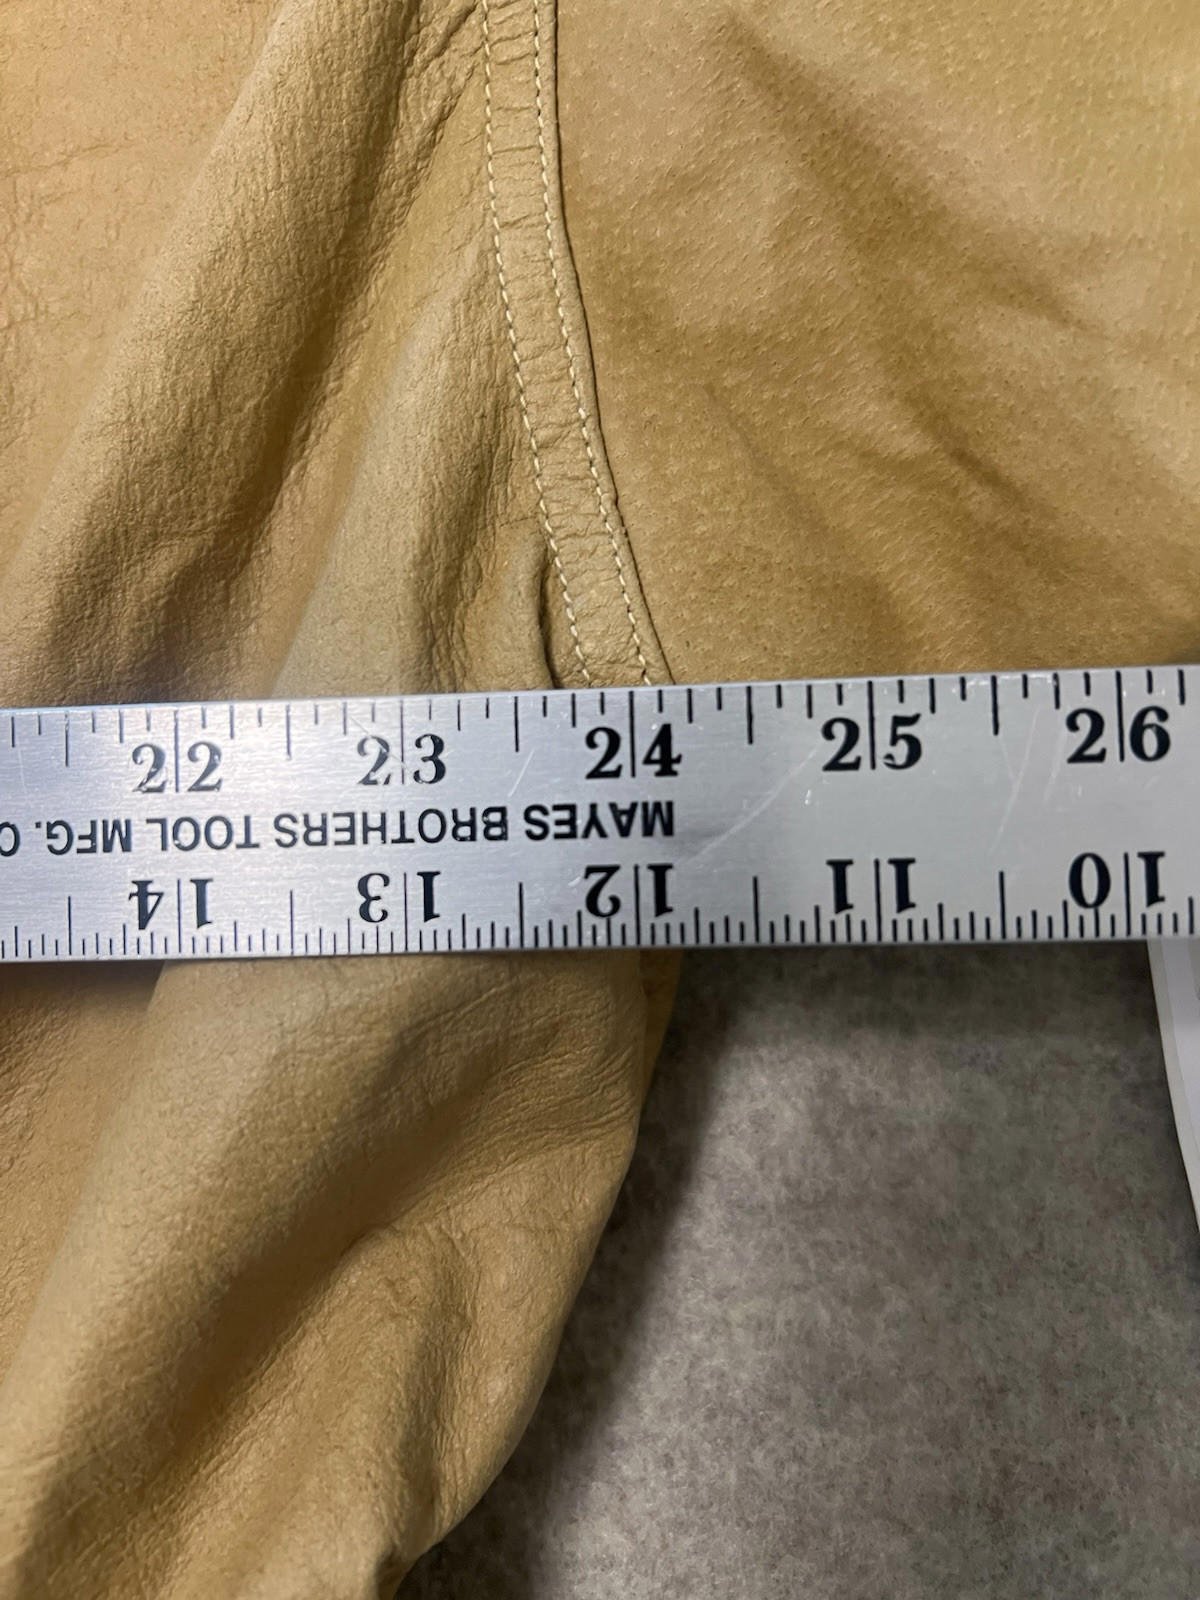 22 23 24 25 26
MAYES BROTHERS TOOL MFG. C
10 11 12 13 14